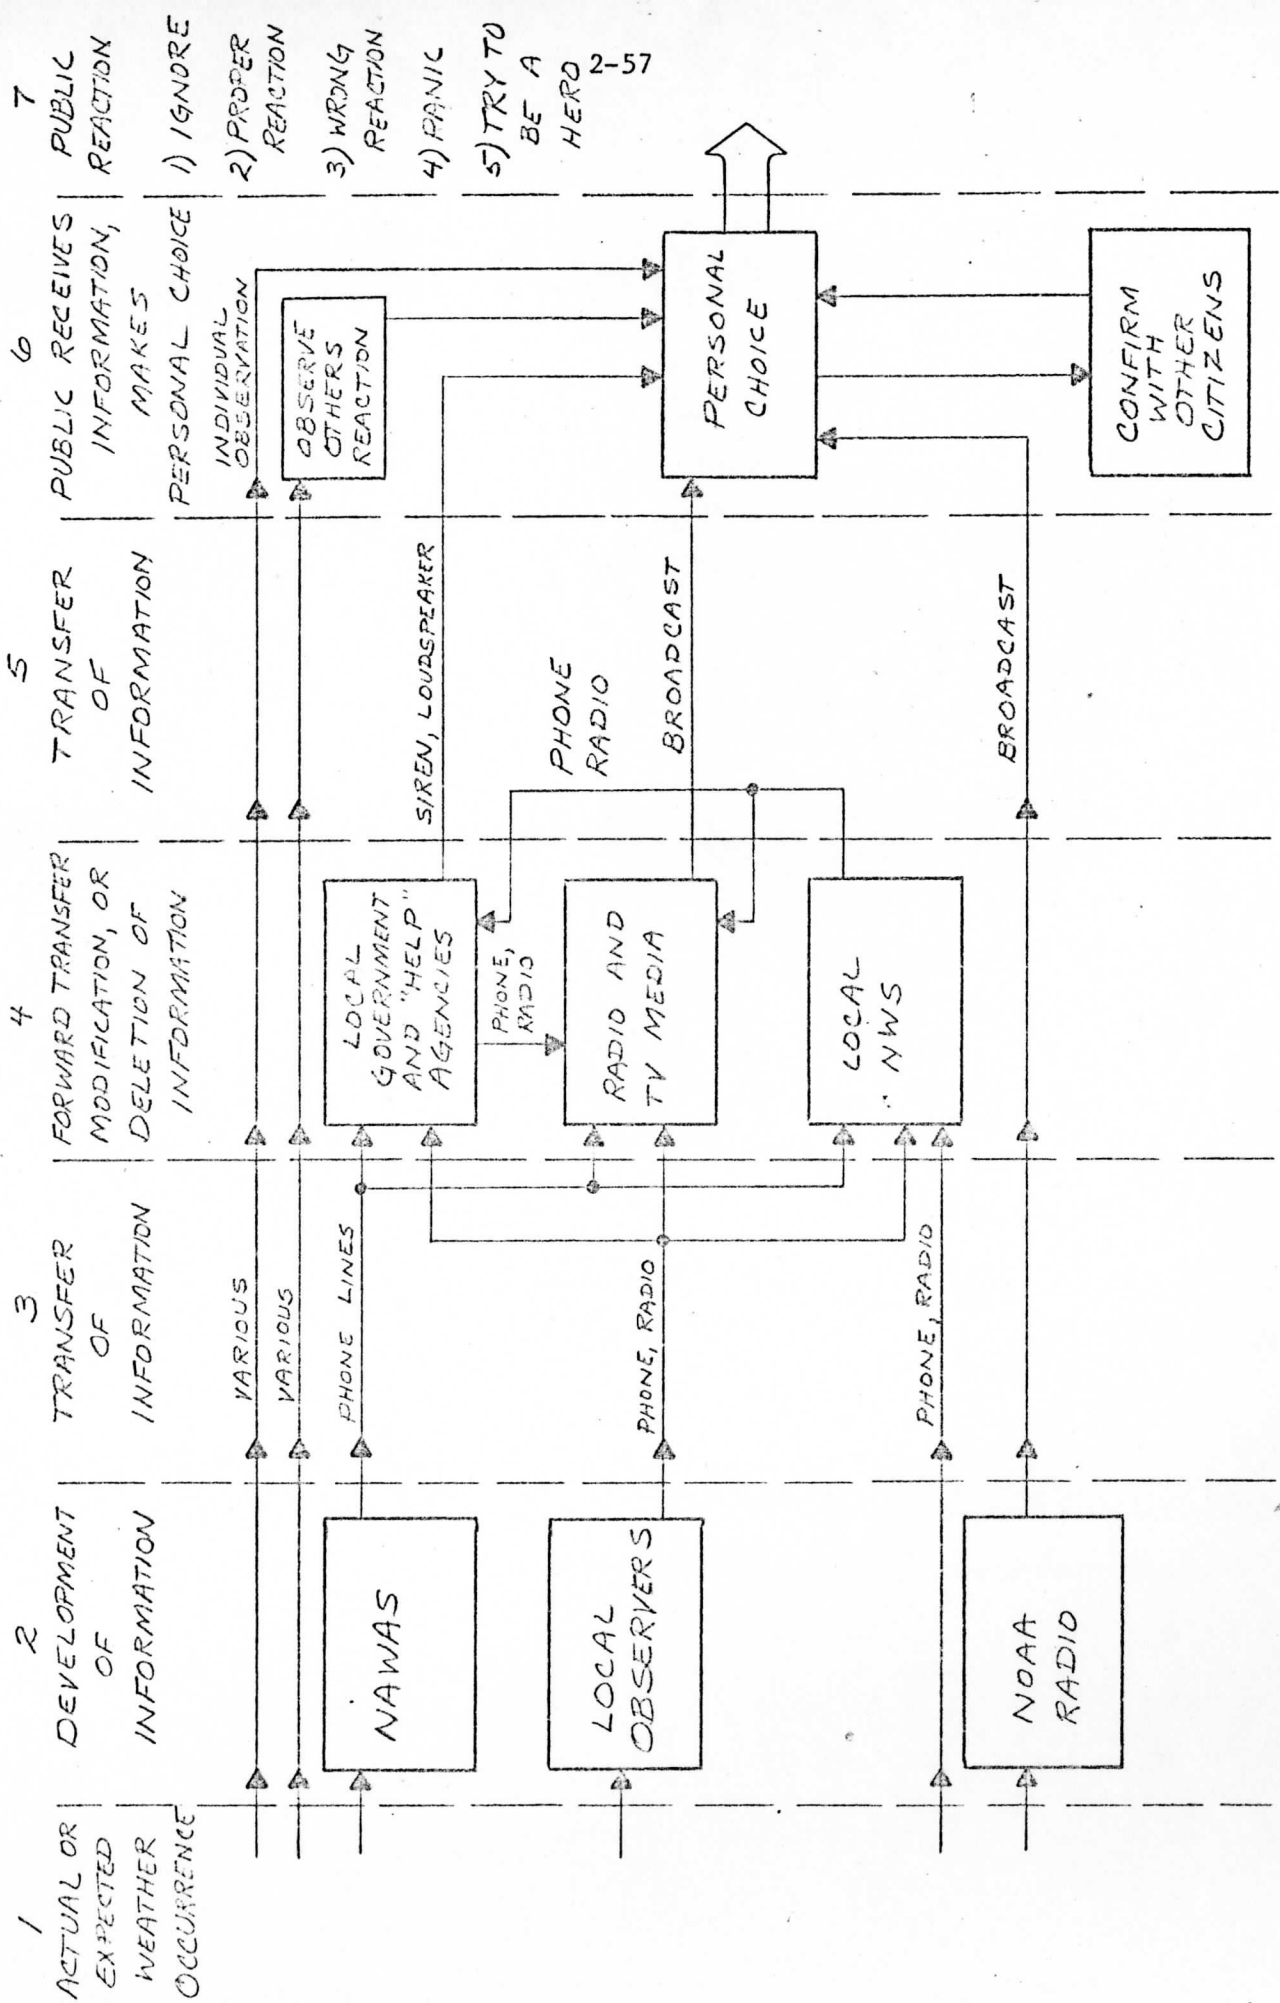 1
ACTUAL OR
EXPECTED
WEATHER
OCCURRENCE
2
DEVELOPMENT
OF
INFORMATION
3
TRANSFER
OF
INFORMATION
4
FORWARD TRANSFER
MODIFICATION, OR
DELETION OF
INFORMATION
5
TRANSFER
OF
INFORMATION
6
PUBLIC RECEIVES
INFORMATION,
MAKES
PERSONAL CHOICE
7
PUBLIC
REACTION
1) IGNORE
2) PROPER
REACTION
3) WRONG
REACTION
4) PANIC
5) TRY TO
BE A
HERO
2-57
VARIOUS
INDIVIDUAL
OBSERVATION
VARIOUS
OBSERVE
OTHERS
REACTION
NAWAS
PHONE LINES
LOCAL
GOVERNMENT
AND "HELP"
AGENCIES
SIREN, LOUDSPEAKER
PHONE,
RADIO
PHONE
RADIO
LOCAL
OBSERVERS
PHONE, RADIO
RADIO AND
TV MEDIA
BROADCAST
PERSONAL
CHOICE
PHONE, RADIO
LOCAL
NWS
NOAA
RADIO
BROADCAST
CONFIRM
WITH
OTHER
CITIZENS